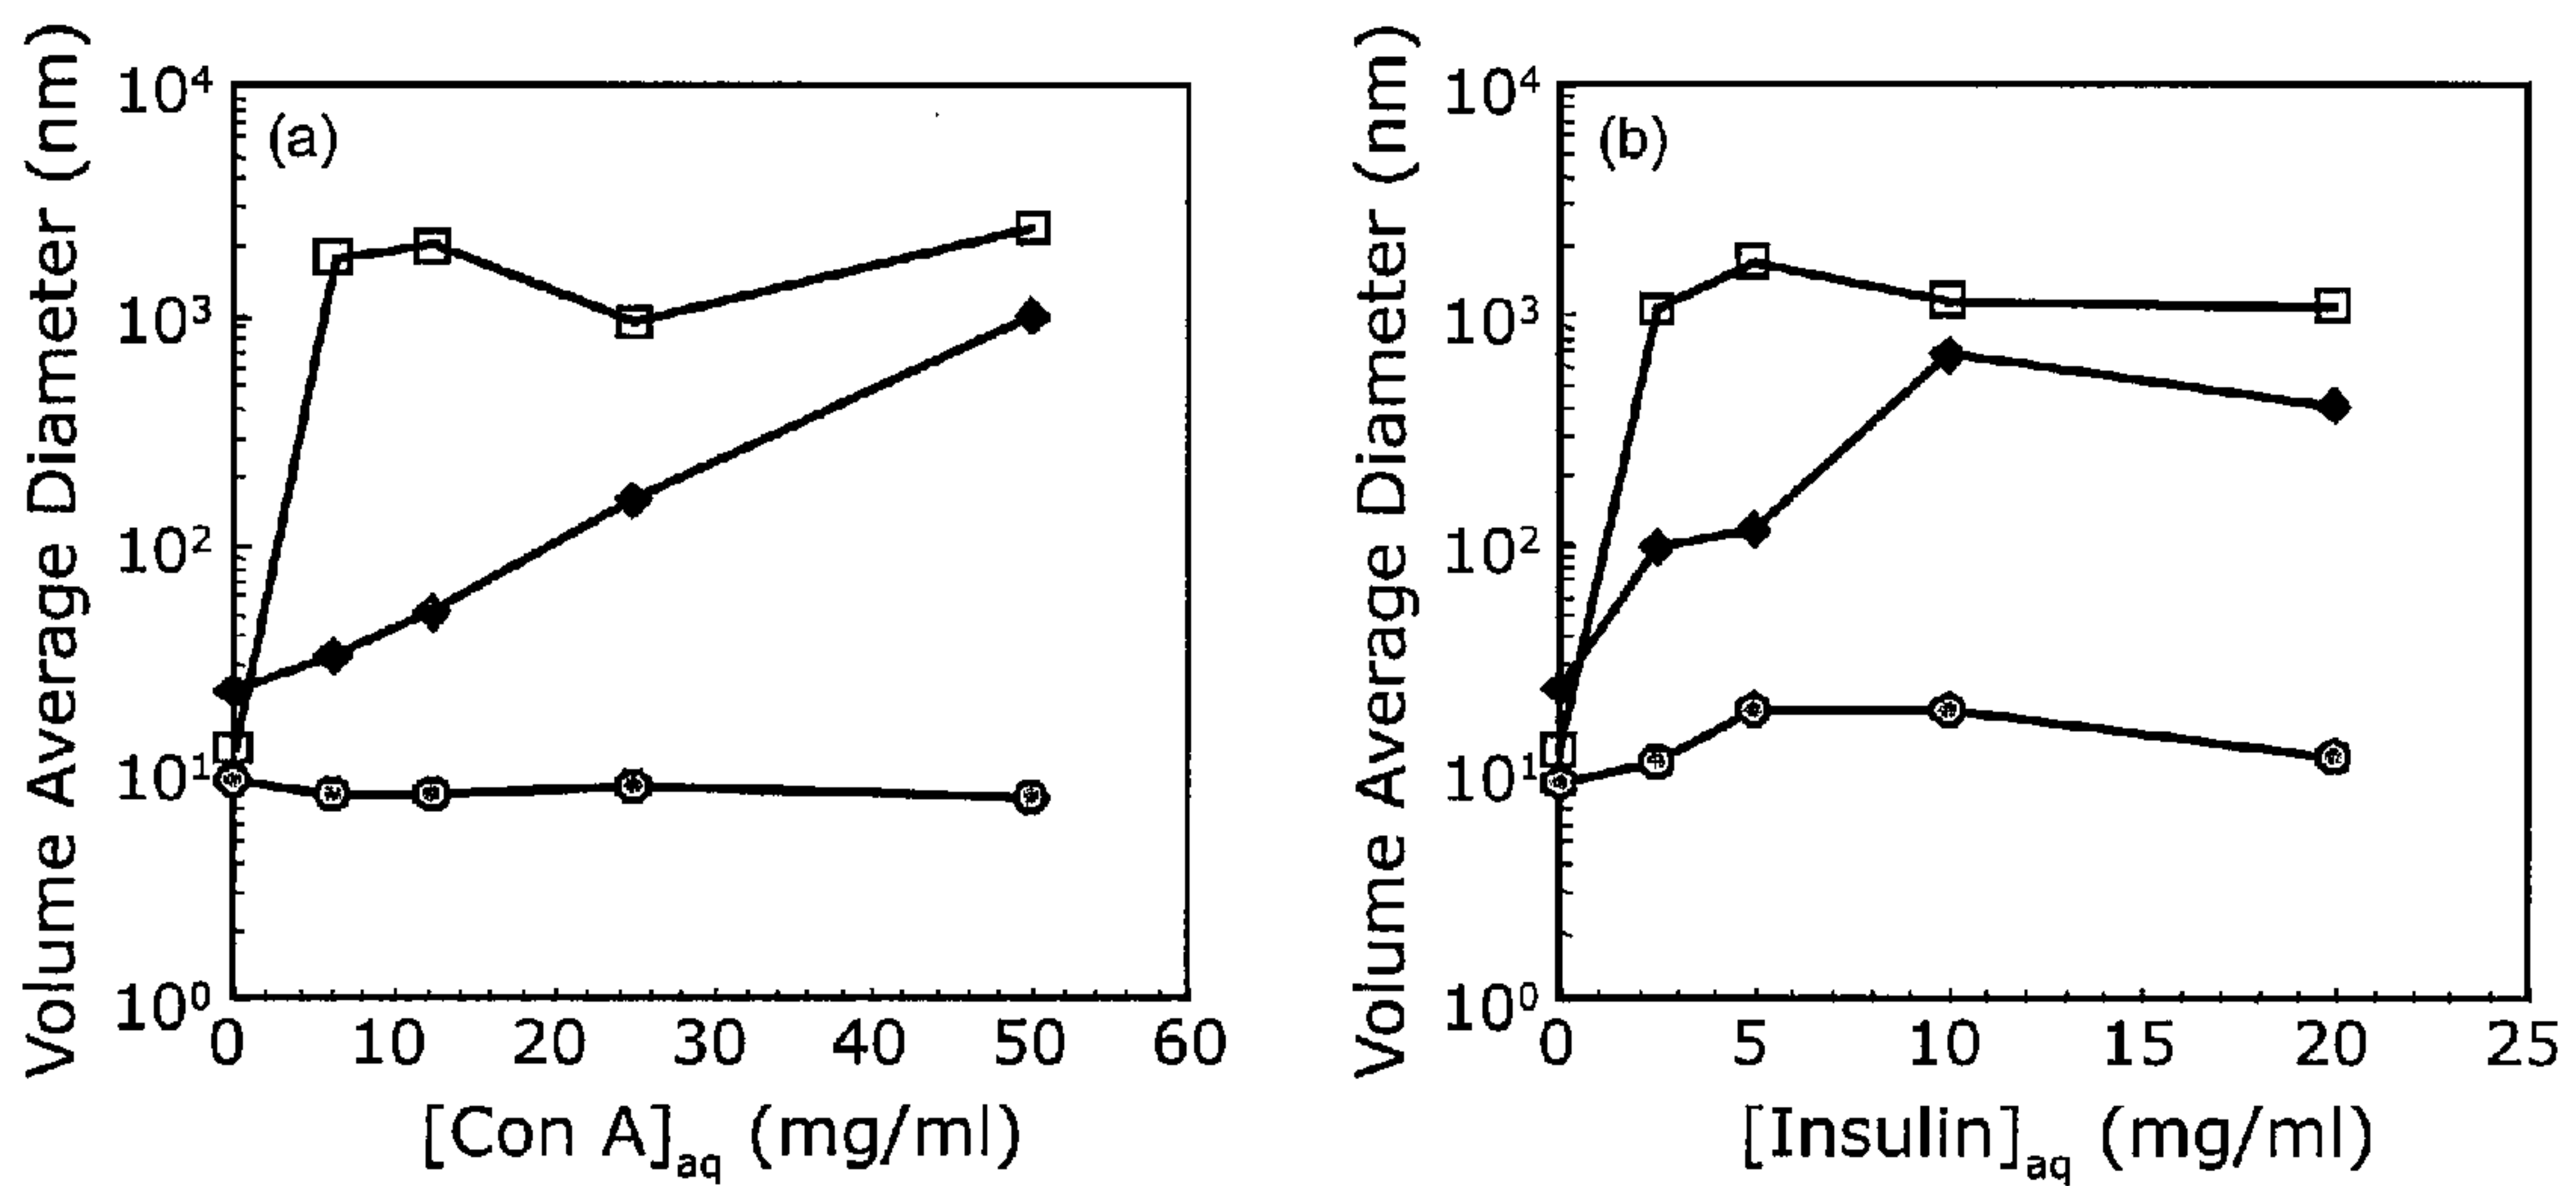 Volume Average Diameter (nm)
10⁴
10³
10²
10¹
10⁰
(a)
0 10 20 30 40 50 60
[Con A]aq (mg/ml)
Volume Average Diameter (nm)
10⁴
10³
10²
10¹
10⁰
(b)
0 5 10 15 20 25
[Insulin]aq (mg/ml)